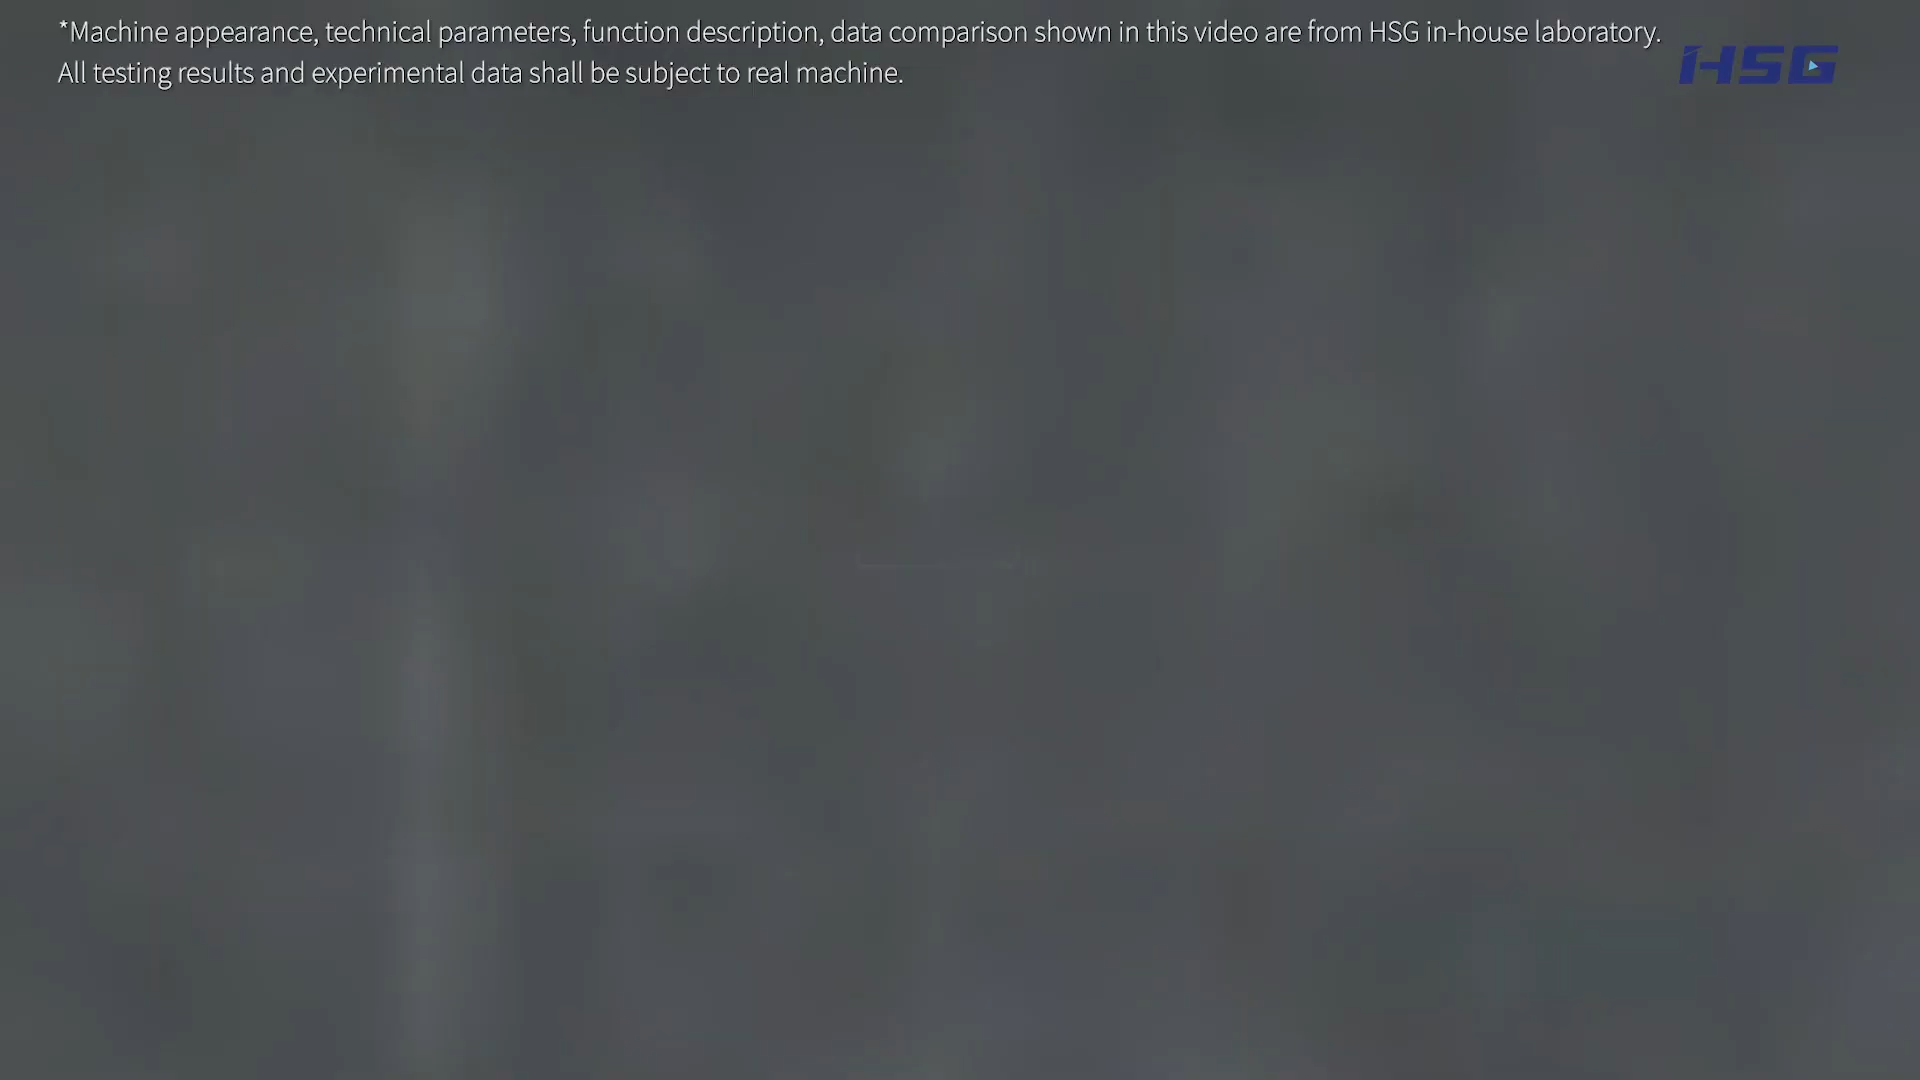 *Machine appearance, technical parameters, function description, data comparison shown in this video are from HSG in-house laboratory.
All testing results and experimental data shall be subject to real machine.
HSG